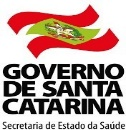 GOVERNO
DE SANTA
CATARINA
Secretaria de Estado da Saúde